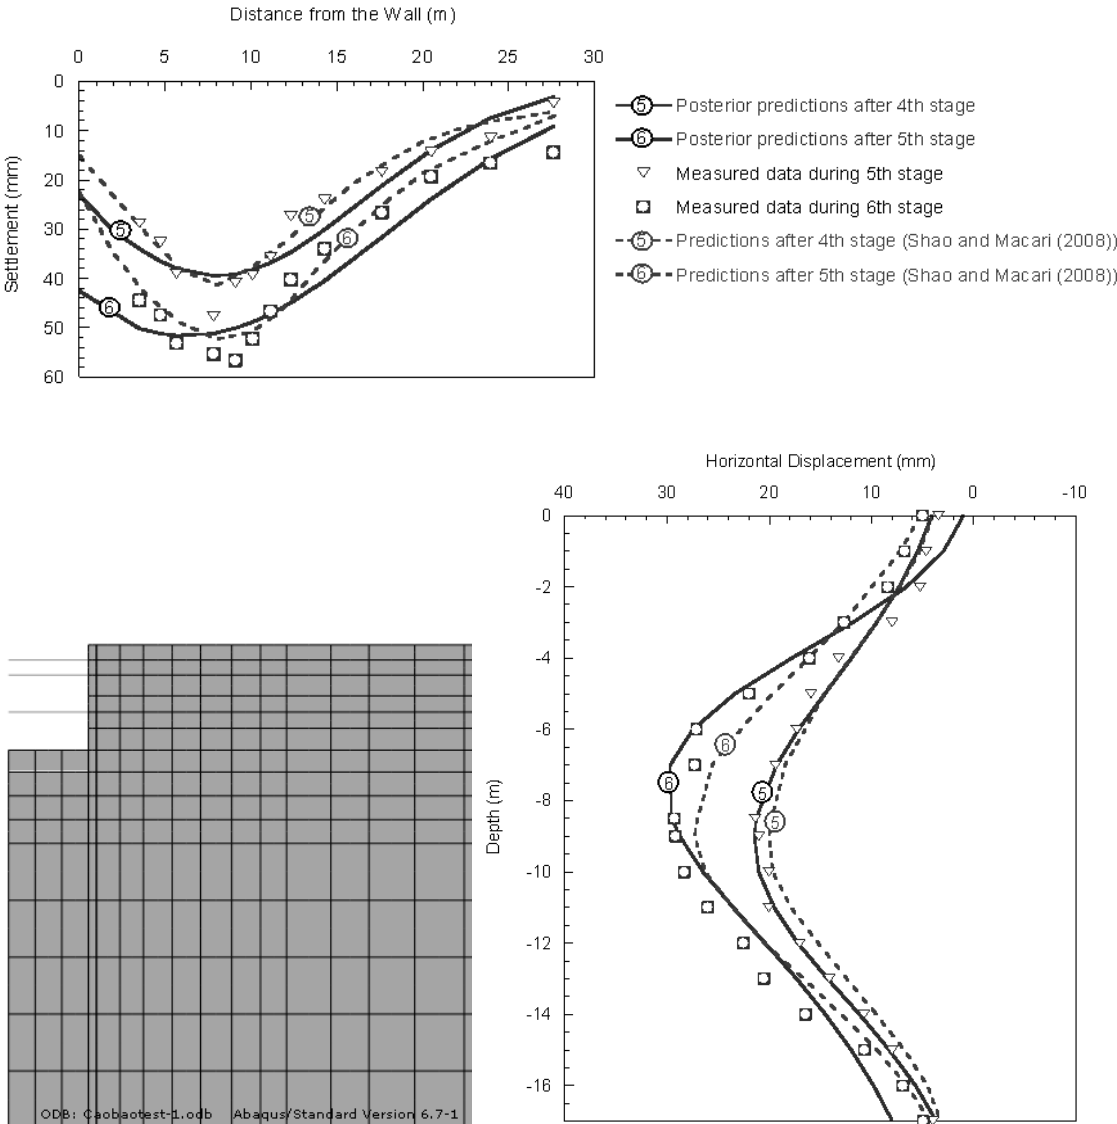 Distance from the Wall (m)
0 5 10 15 20 25 30
0
10
20
30
40
50
60
Settlement (mm)
5
6
5
6
5 Posterior predictions after 4th stage
6 Posterior predictions after 5th stage
Measured data during 5th stage
Measured data during 6th stage
5 Predictions after 4th stage (Shao and Macari (2008))
6 Predictions after 5th stage (Shao and Macari (2008))
Horizontal Displacement (mm)
40 30 20 10 0 -10
0
-2
-4
-6
-8
-10
-12
-14
-16
Depth (m)
6
6
5
5
ODB: Caobaotest-1.odb Abaqus/Standard Version 6.7-1